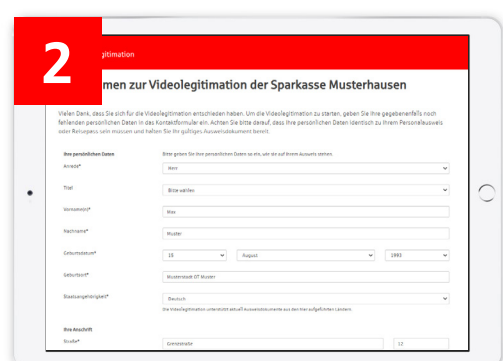 2
gitimation
men zur Videolegitimation der Sparkasse Musterhausen
Vielen Dank, dass Sie sich für die Videolegitimation entschieden haben. Um die Videolegitimation zu starten, geben Sie Ihre gegebenenfalls noch
fehlenden persönlichen Daten in das Kontaktformular ein. Achten Sie bitte darauf, dass Ihre persönlichen Daten identisch zu Ihrem Personalausweis
oder Reisepass sein müssen und halten Sie Ihr gültiges Ausweisdokument bereit.
Ihre persönlichen Daten Bitte geben Sie Ihre persönlichen Daten so ein, wie sie auf Ihrem Ausweis stehen.
Anrede* Herr
Titel Bitte wählen
Vorname(n)* Max
Nachname* Muster
Geburtsdatum* 10 August 1993
Geburtsort* Musterstadt OT Muster
Staatsangehörigkeit* Deutsch
Die Videolegitimation unterstützt aktuell Ausweisdokumente aus den hier aufgeführten Ländern.
Ihre Anschrift
Straße* Grenzstraße 12